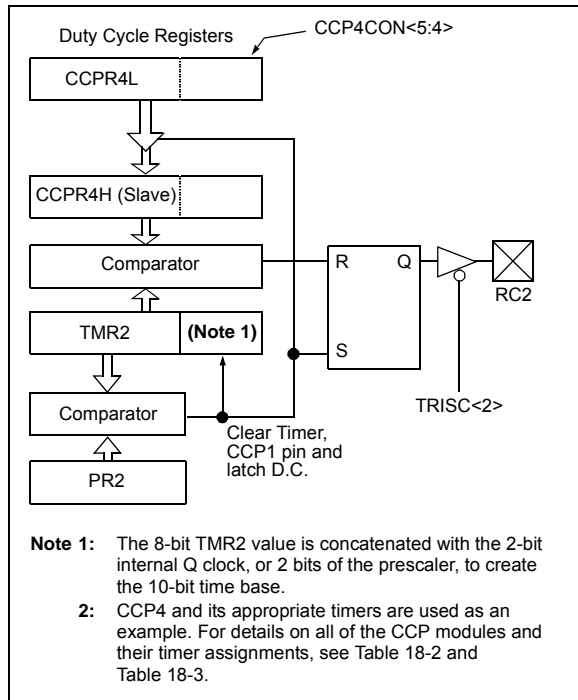 Duty Cycle Registers
CCP4CON<5:4>
CCPR4L
CCPR4H (Slave)
Comparator
R
Q
RC2
TMR2
(Note 1)
S
TRISC<2>
Comparator
Clear Timer,
CCP1 pin and
latch D.C.
PR2
Note 1: The 8-bit TMR2 value is concatenated with the 2-bit
internal Q clock, or 2 bits of the prescaler, to create
the 10-bit time base.
2: CCP4 and its appropriate timers are used as an
example. For details on all of the CCP modules and
their timer assignments, see Table 18-2 and
Table 18-3.